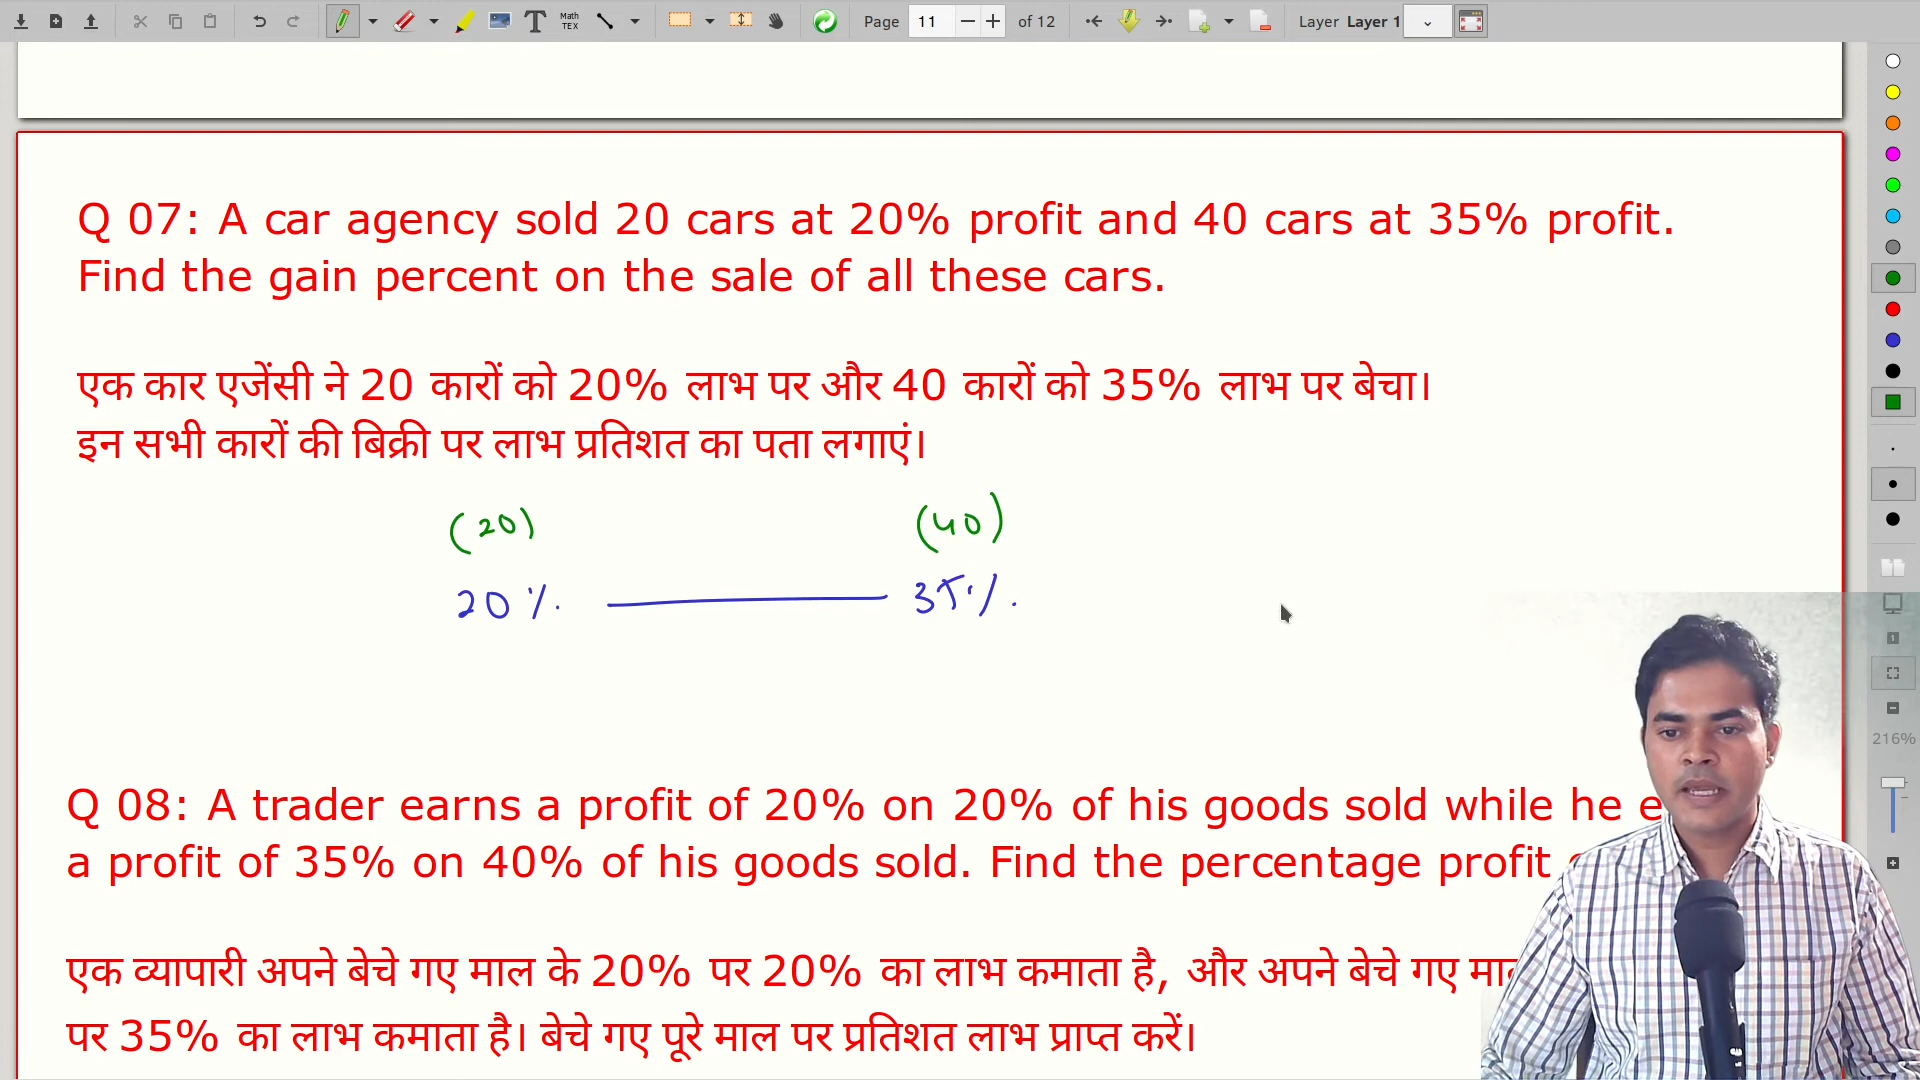 Page 11 of 12 Layer Layer 1
Math
TEX
Q 07: A car agency sold 20 cars at 20% profit and 40 cars at 35% profit.
Find the gain percent on the sale of all these cars.
एक कार एजेंसी ने 20 कारों को 20% लाभ पर और 40 कारों को 35% लाभ पर बेचा।
इन सभी कारों की बिक्री पर लाभ प्रतिशत का पता लगाएं।
(20) (40)
20% 35%
216%
Q 08: A trader earns a profit of 20% on 20% of his goods sold while he
a profit of 35% on 40% of his goods sold. Find the percentage profit
एक व्यापारी अपने बेचे गए माल के 20% पर 20% का लाभ कमाता है, और अपने बेचे गए
पर 35% का लाभ कमाता है। बेचे गए पूरे माल पर प्रतिशत लाभ प्राप्त करें।